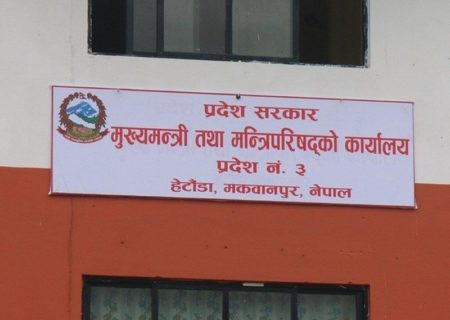 प्रदेश सरकार
मुख्यमन्त्री तथा मन्त्रिपरिषद्को कार्यालय
प्रदेश नं. ३
हेटौंडा, मकवानपुर, नेपाल